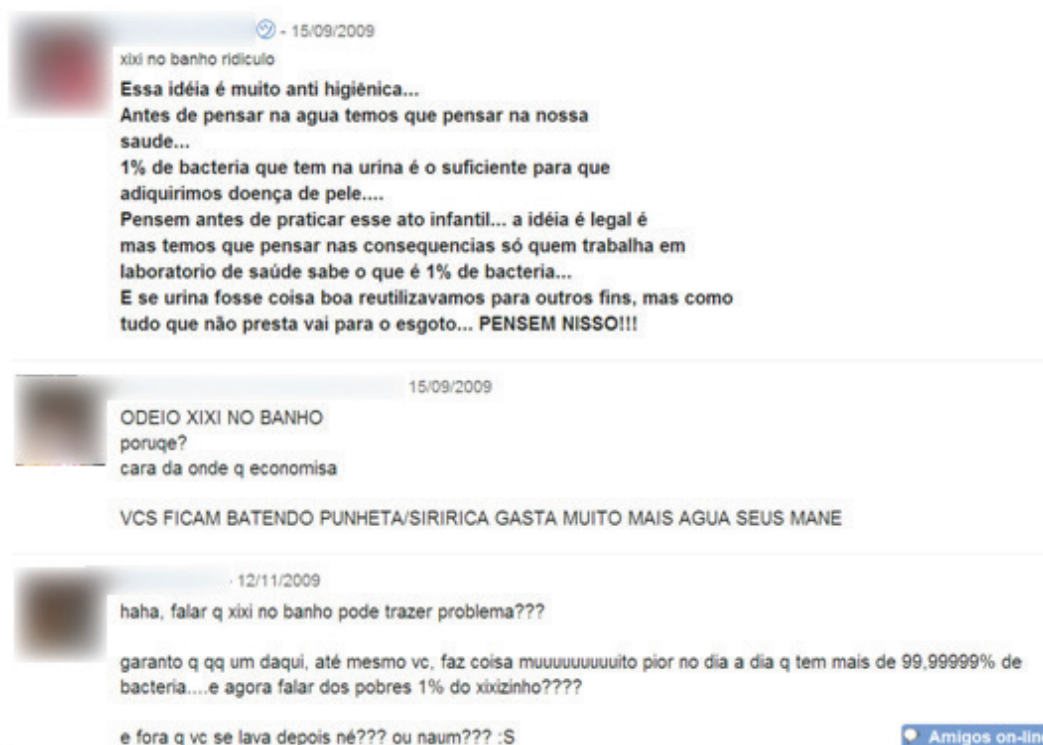 - 15/09/2009
xixi no banho ridiculo
Essa idéia é muito anti higiênica...
Antes de pensar na agua temos que pensar na nossa
saude...
1% de bacteria que tem na urina é o suficiente para que
adiquirimos doença de pele....
Pensem antes de praticar esse ato infantil... a idéia é legal é
mas temos que pensar nas consequencias só quem trabalha em
laboratorio de saúde sabe o que é 1% de bacteria...
E se urina fosse coisa boa reutilizavamos para outros fins, mas como
tudo que não presta vai para o esgoto... PENSEM NISSO!!!
15/09/2009
ODEIO XIXI NO BANHO
poruqe?
cara da onde q economisa
VCS FICAM BATENDO PUNHETA/SIRIRICA GASTA MUITO MAIS AGUA SEUS MANE
- 12/11/2009
haha, falar q xixi no banho pode trazer problema???
garanto q qq um daqui, até mesmo vc, faz coisa muuuuuuuuuito pior no dia a dia q tem mais de 99,99999% de
bacteria....e agora falar dos pobres 1% do xixizinho????
e fora q vc se lava depois né??? ou naum??? :S
Amigos on-line